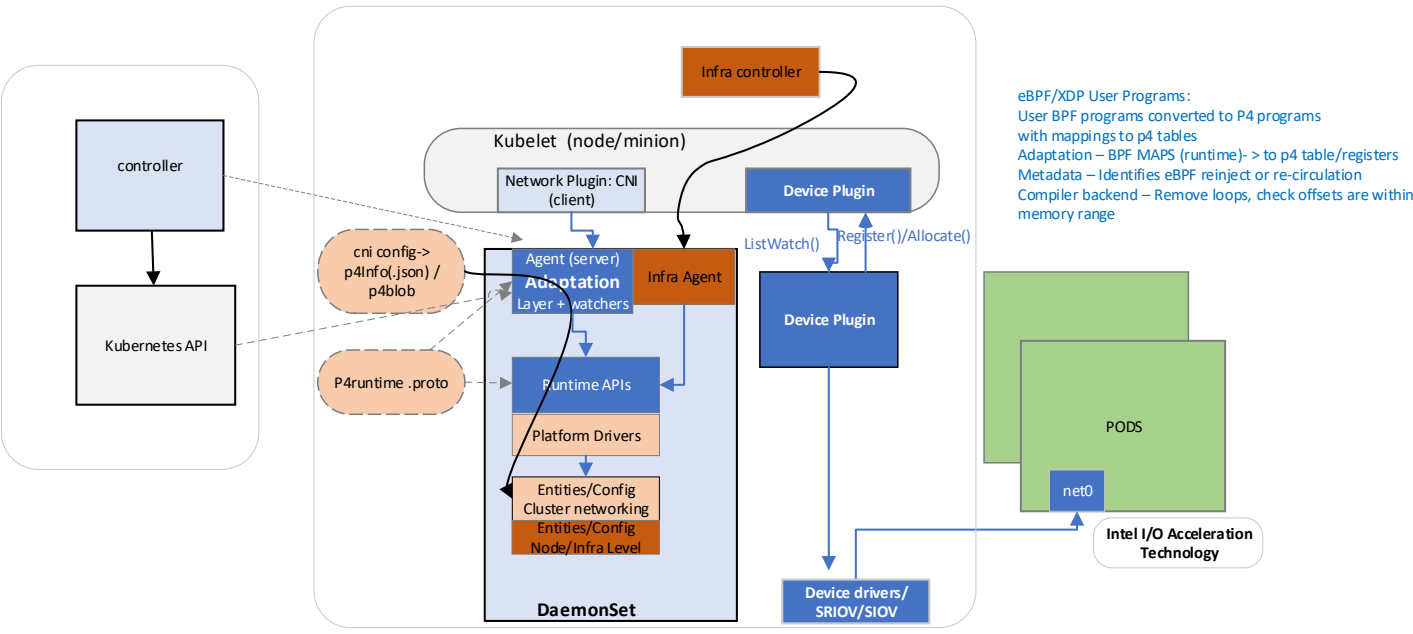 Infra controller
eBPF/XDP User Programs:
User BPF programs converted to P4 programs
with mappings to p4 tables
Adaptation – BPF MAPS (runtime)- > to p4 table/registers
Metadata – Identifies eBPF reinject or re-circulation
Compiler backend – Remove loops, check offsets are within
memory range
controller
Kubelet (node/minion)
Network Plugin: CNI
(client)
Device Plugin
ListWatch()
Register()/Allocate()
cni config->
p4Info(.json) /
p4blob
Agent (server)
Adaptation
Layer + watchers
Infra Agent
Device Plugin
Kubernetes API
P4runtime .proto
Runtime APIs
Platform Drivers
Entities/Config
Cluster networking
Entities/Config
Node/Infra Level
DaemonSet
PODS
net0
Intel I/O Acceleration
Technology
Device drivers/
SRIOV/SIOV